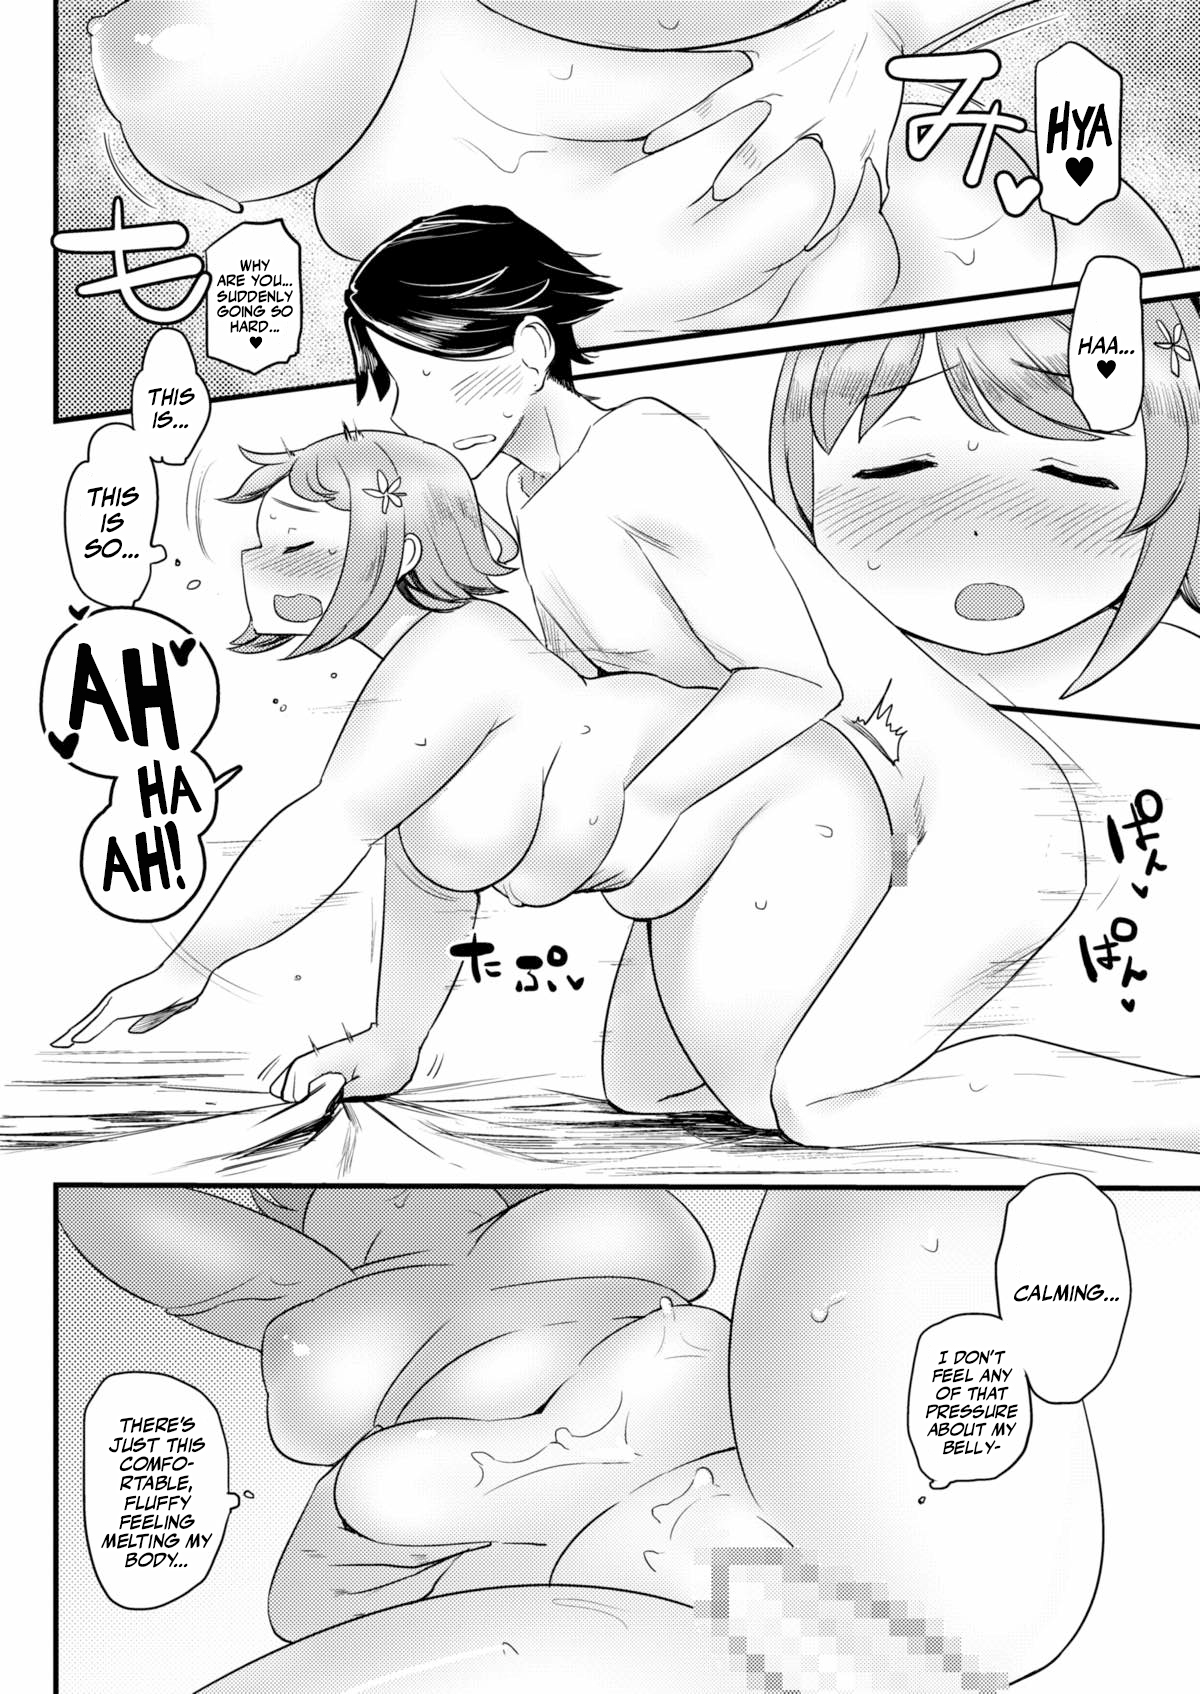 HYA
♥
みっ♡
も
WHY
ARE YOU...
SUDDENLY
GOING SO
HARD...
♥
HAA...
♥
THIS
IS...
THIS
IS
SO...
AH
HA
AH!
ぱん♡
ぱん♡
たぷ♡
CALMING...
I DON'T
FEEL ANY
OF THAT
PRESSURE
ABOUT MY
BELLY-
THERE'S
JUST THIS
COMFO-
RTABLE,
FLUFFY
FEELING
MELTING MY
BODY...